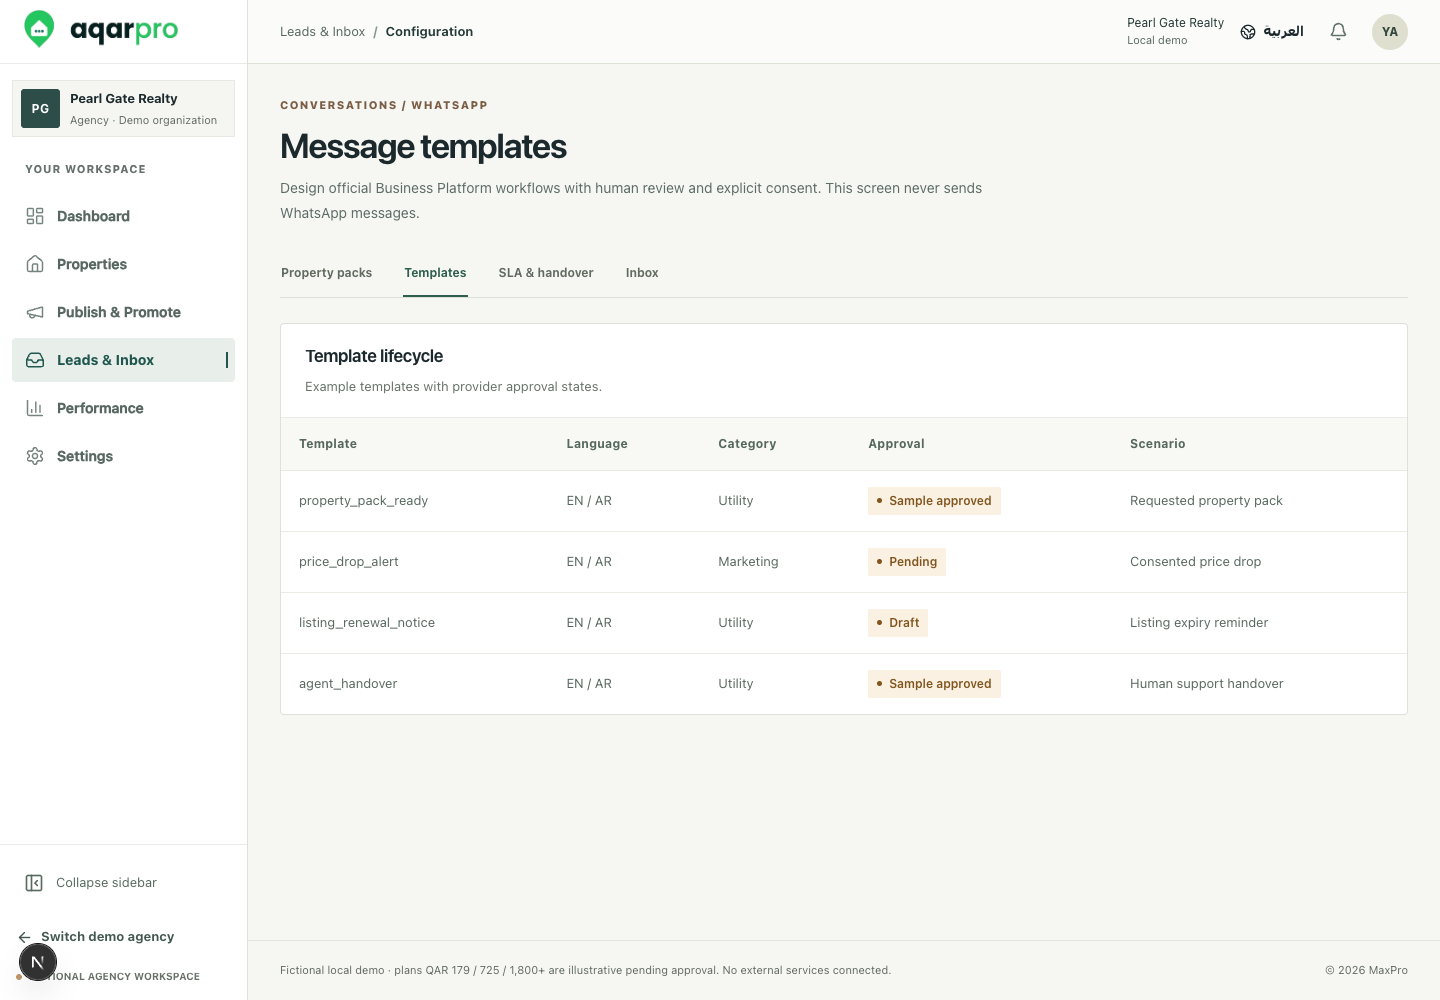 aqarpro
Leads & Inbox / Configuration
Pearl Gate Realty
Local demo
العربية
YA
PG
Pearl Gate Realty
Agency · Demo organization
YOUR WORKSPACE
Dashboard
Properties
Publish & Promote
Leads & Inbox
Performance
Settings
Collapse sidebar
Switch demo agency
N
AGENCY WORKSPACE
CONVERSATIONS / WHATSAPP
Message templates
Design official Business Platform workflows with human review and explicit consent. This screen never sends
WhatsApp messages.
Property packs Templates SLA & handover Inbox
Template lifecycle
Example templates with provider approval states.
Template Language Category Approval Scenario
property_pack_ready EN / AR Utility Sample approved Requested property pack
price_drop_alert EN / AR Marketing Pending Consented price drop
listing_renewal_notice EN / AR Utility Draft Listing expiry reminder
agent_handover EN / AR Utility Sample approved Human support handover
Fictional local demo · plans QAR 179 / 725 / 1,800+ are illustrative pending approval. No external services connected.
© 2026 MaxPro